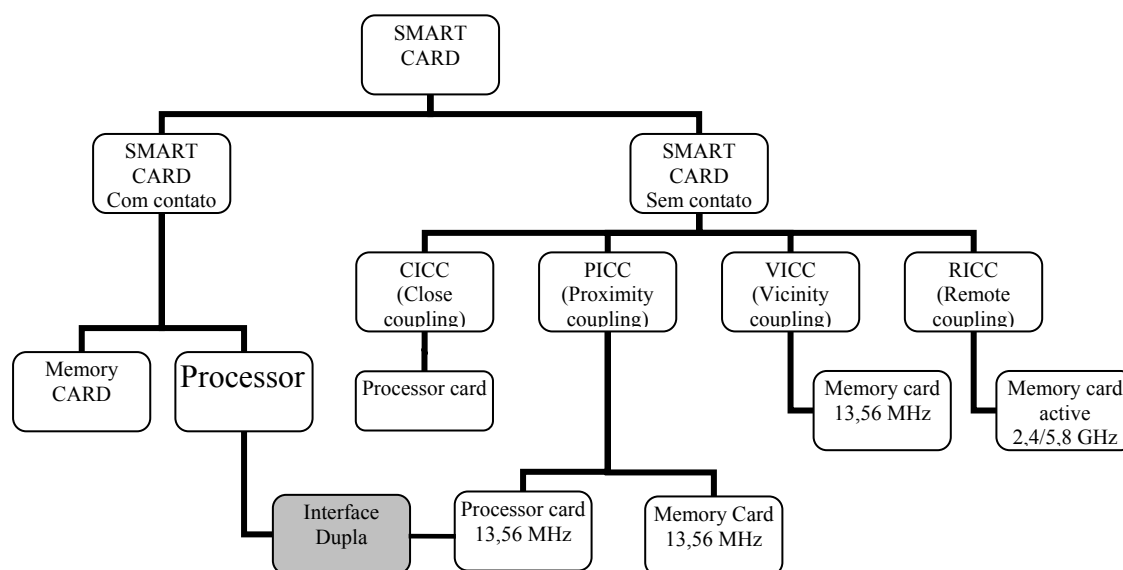 SMART
CARD
SMART
CARD
Com contato
SMART
CARD
Sem contato
CICC
(Close
coupling)
PICC
(Proximity
coupling)
VICC
(Vicinity
coupling)
RICC
(Remote
coupling)
Memory
CARD
Processor
Processor card
Memory card
13,56 MHz
Memory card
active
2,4/5,8 GHz
Interface
Dupla
Processor card
13,56 MHz
Memory Card
13,56 MHz